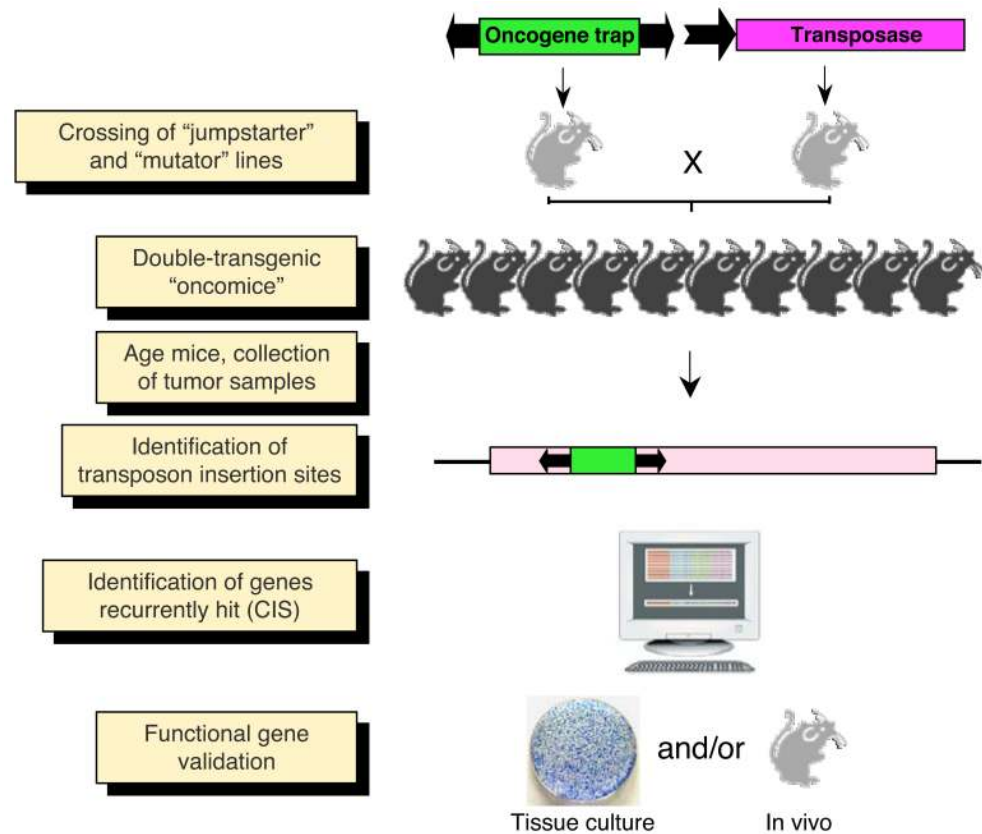 Oncogene trap
Transposase
Crossing of “jumpstarter”
and “mutator” lines
X
Double-transgenic
“oncomice”
Age mice, collection
of tumor samples
Identification of
transposon insertion sites
Identification of genes
recurrently hit (CIS)
Functional gene
validation
and/or
Tissue culture
In vivo